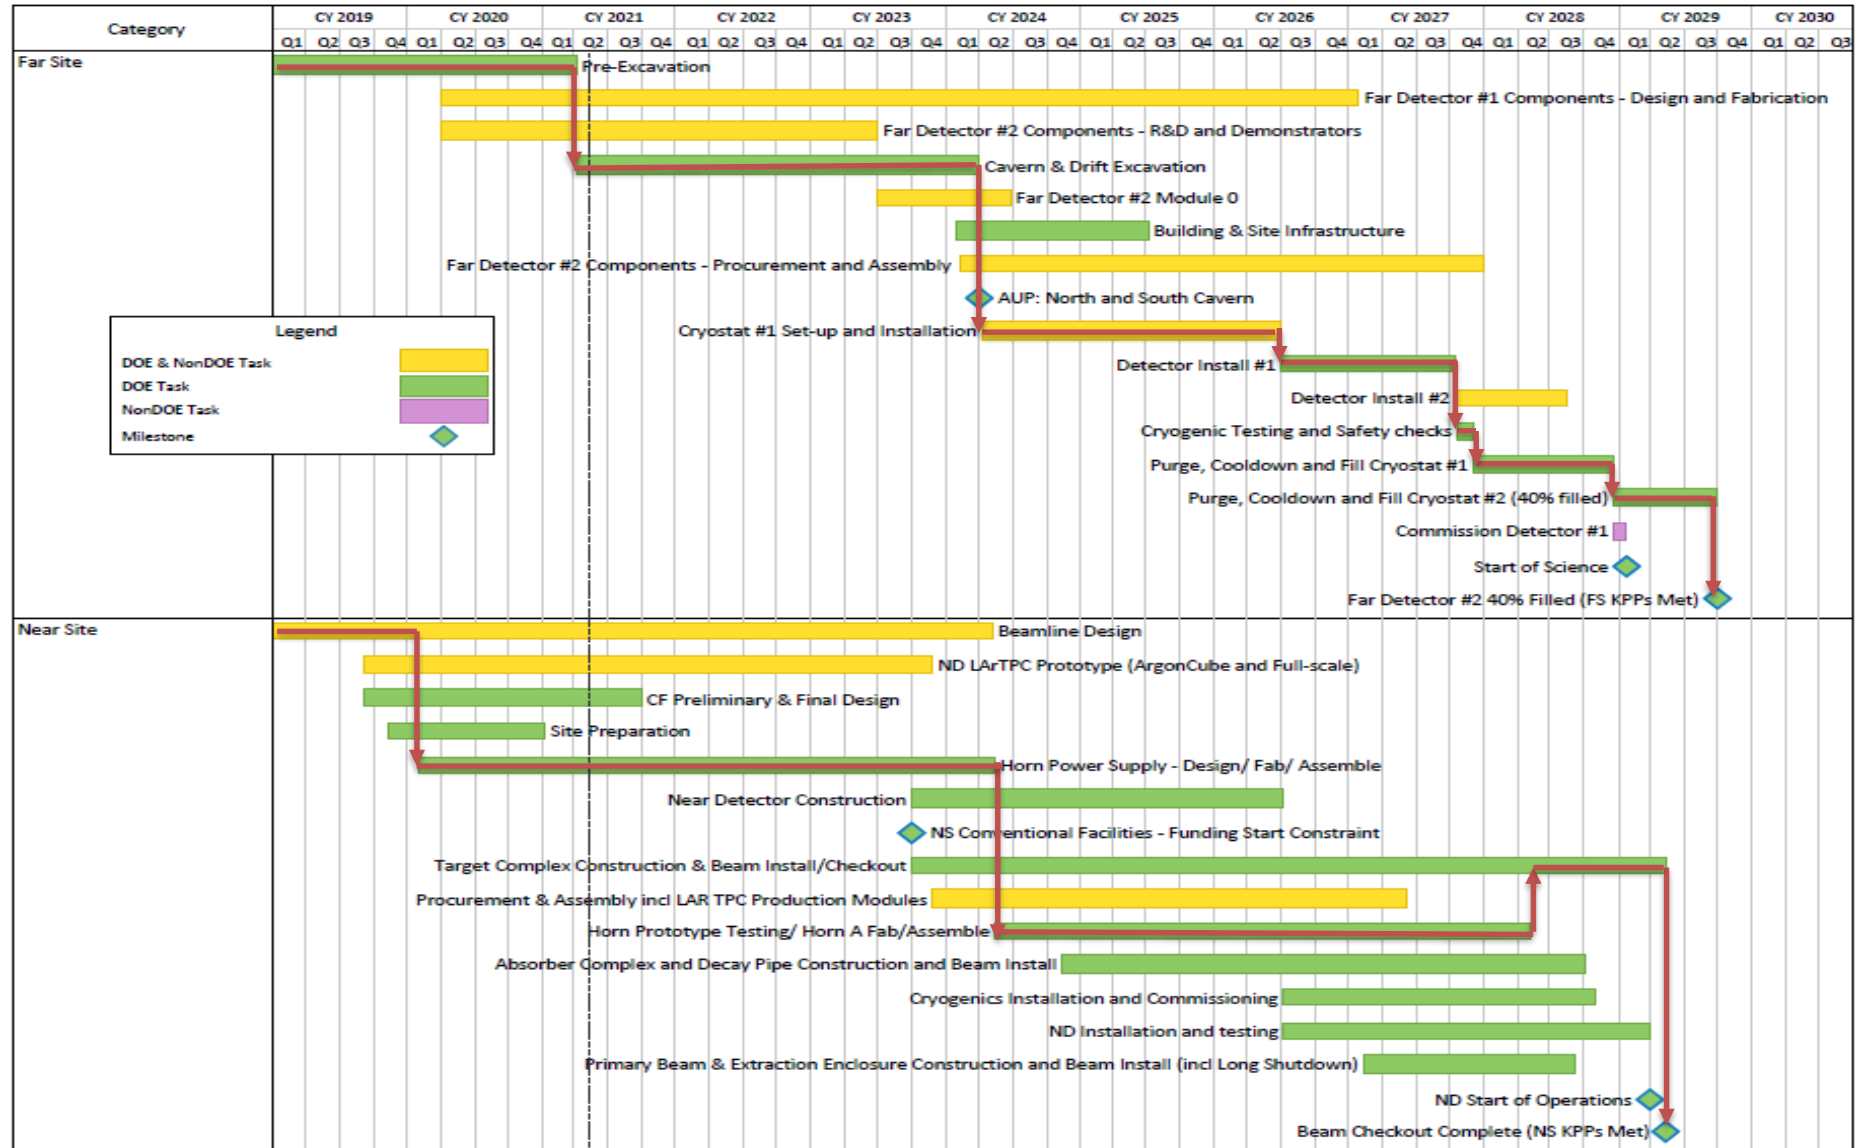 Category
CY 2019 CY 2020 CY 2021 CY 2022 CY 2023 CY 2024 CY 2025 CY 2026 CY 2027 CY 2028 CY 2029 CY 2030
Q1 Q2 Q3 Q4 Q1 Q2 Q3 Q4 Q1 Q2 Q3 Q4 Q1 Q2 Q3 Q4 Q1 Q2 Q3 Q4 Q1 Q2 Q3 Q4 Q1 Q2 Q3 Q4 Q1 Q2 Q3 Q4 Q1 Q2 Q3 Q4 Q1 Q2 Q3 Q4 Q1 Q2 Q3 Q4 Q1 Q2 Q3
Far Site
Pre-Excavation
Far Detector #1 Components - Design and Fabrication
Far Detector #2 Components - R&D and Demonstrators
Cavern & Drift Excavation
Far Detector #2 Module 0
Building & Site Infrastructure
Far Detector #2 Components - Procurement and Assembly
AUP: North and South Cavern
Cryostat #1 Set-up and Installation
Legend
DOE & NonDOE Task
DOE Task
NonDOE Task
Milestone
Detector Install #1
Detector Install #2
Cryogenic Testing and Safety checks
Purge, Cooldown and Fill Cryostat #1
Purge, Cooldown and Fill Cryostat #2 (40% filled)
Commission Detector #1
Start of Science
Far Detector #2 40% Filled (FS KPPs Met)
Near Site
Beamline Design
ND LArTPC Prototype (ArgonCube and Full-scale)
CF Preliminary & Final Design
Site Preparation
Horn Power Supply - Design/ Fab/ Assemble
Near Detector Construction
NS Conventional Facilities - Funding Start Constraint
Target Complex Construction & Beam Install/Checkout
Procurement & Assembly incl LAR TPC Production Modules
Horn Prototype Testing/ Horn A Fab/Assemble
Absorber Complex and Decay Pipe Construction and Beam Install
Cryogenics Installation and Commissioning
ND Installation and testing
Primary Beam & Extraction Enclosure Construction and Beam Install (incl Long Shutdown)
ND Start of Operations
Beam Checkout Complete (NS KPPs Met)